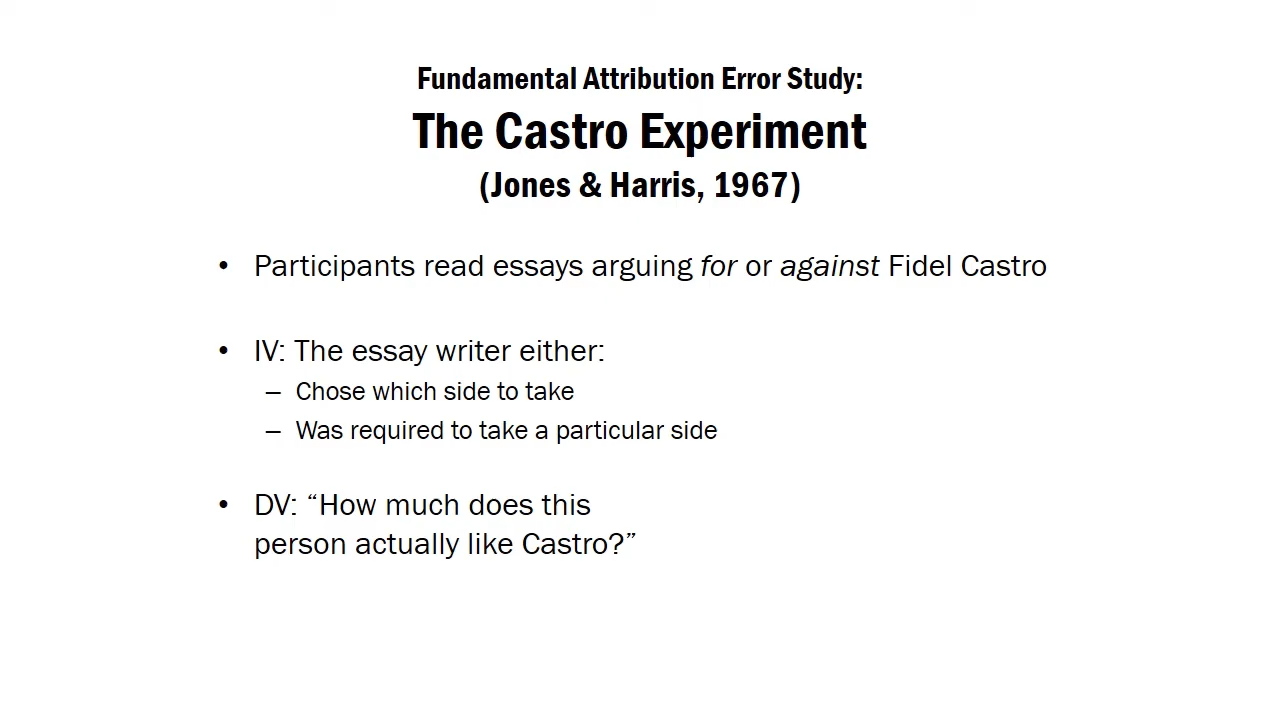 Fundamental Attribution Error Study:
The Castro Experiment
(Jones & Harris, 1967)
• Participants read essays arguing for or against Fidel Castro
• IV: The essay writer either:
– Chose which side to take
– Was required to take a particular side
• DV: “How much does this
person actually like Castro?”